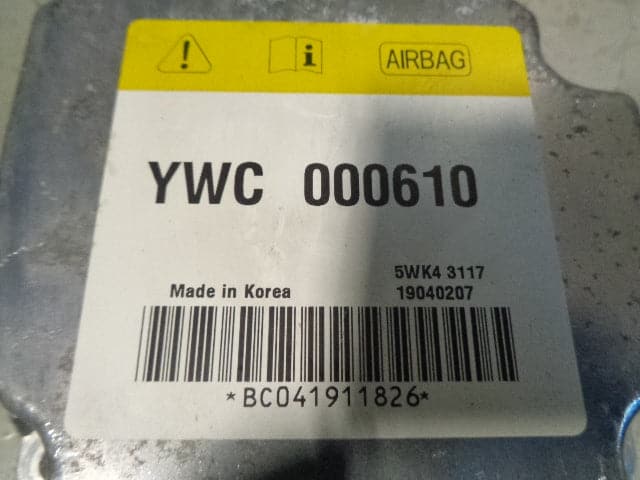 AIRBAG
YWC 000610
5WK4 3117
Made in Korea 19040207
*BC041911826*